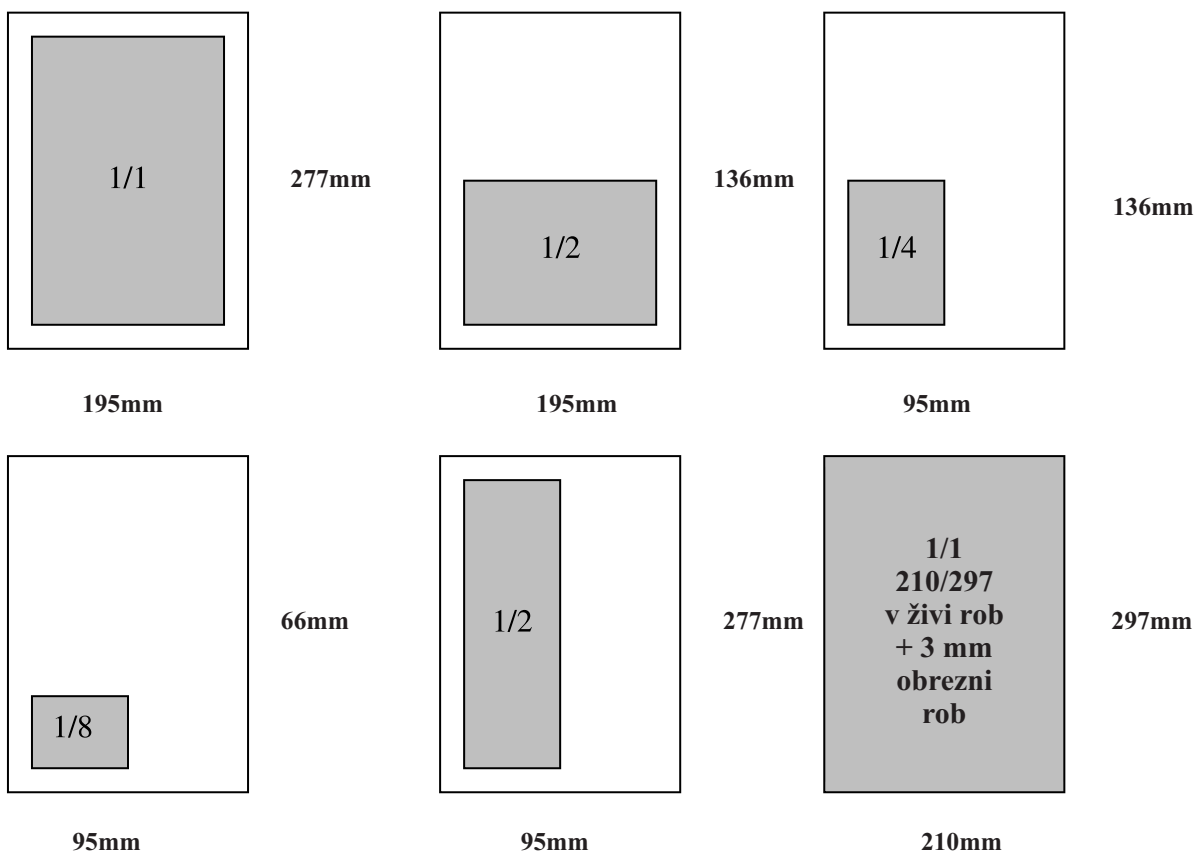 1/1
277mm
195mm
1/2
136mm
195mm
1/4
136mm
95mm
1/8
66mm
95mm
1/2
277mm
95mm
1/1
210/297
v živi rob
+ 3 mm
obrezni
rob
297mm
210mm